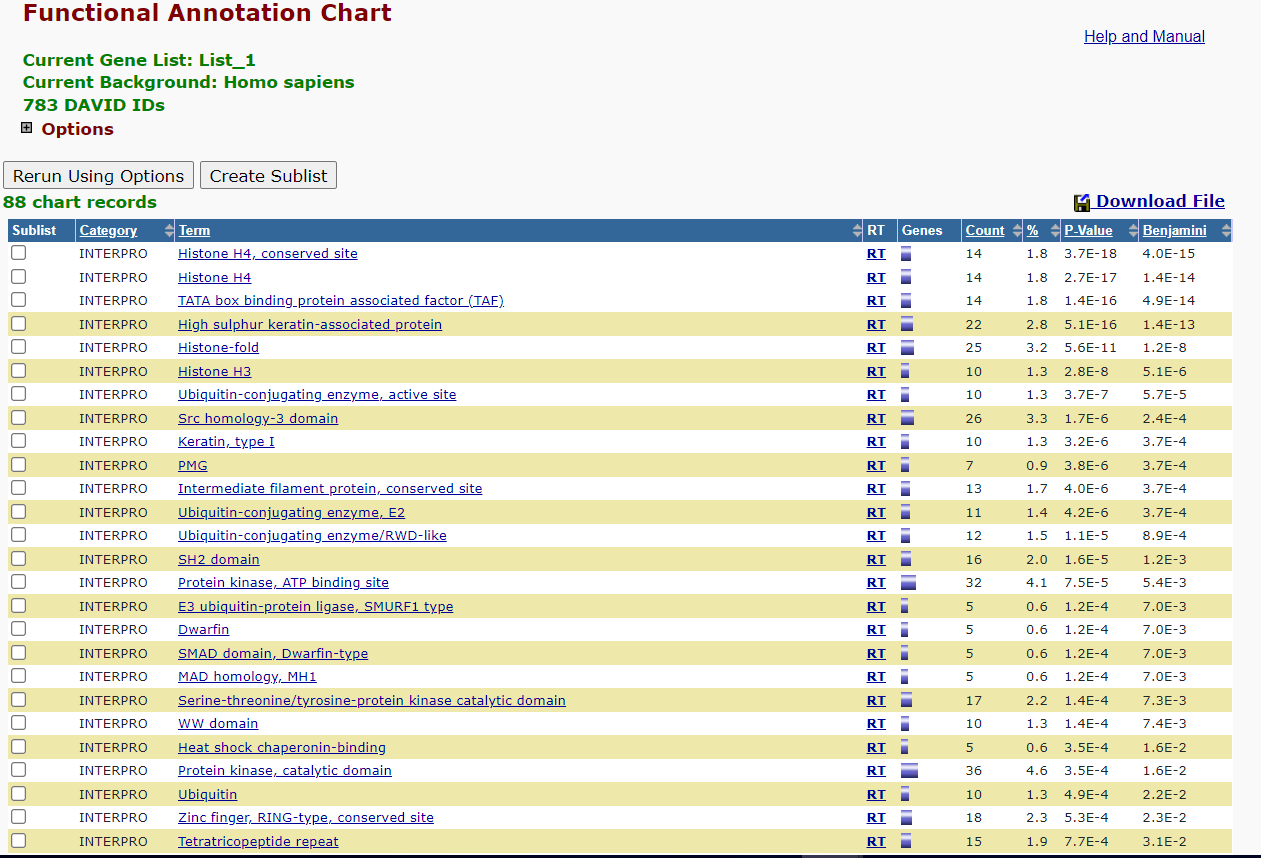 Functional Annotation Chart
Help and Manual
Current Gene List: List_1
Current Background: Homo sapiens
783 DAVID IDs
Options
Rerun Using Options Create Sublist
88 chart records
Download File
Sublist Category Term RT Genes Count % P-Value Benjamini
INTERPRO Histone H4, conserved site RT 14 1.8 3.7E-18 4.0E-15
INTERPRO Histone H4 RT 14 1.8 2.7E-17 1.4E-14
INTERPRO TATA box binding protein associated factor (TAF) RT 14 1.8 1.4E-16 4.9E-14
INTERPRO High sulphur keratin-associated protein RT 22 2.8 5.1E-16 1.4E-13
INTERPRO Histone-fold RT 25 3.2 5.6E-11 1.2E-8
INTERPRO Histone H3 RT 10 1.3 2.8E-8 5.1E-6
INTERPRO Ubiquitin-conjugating enzyme, active site RT 10 1.3 3.7E-7 5.7E-5
INTERPRO Src homology-3 domain RT 26 3.3 1.7E-6 2.4E-4
INTERPRO Keratin, type I RT 10 1.3 3.2E-6 3.7E-4
INTERPRO PMG RT 7 0.9 3.8E-6 3.7E-4
INTERPRO Intermediate filament protein, conserved site RT 13 1.7 4.0E-6 3.7E-4
INTERPRO Ubiquitin-conjugating enzyme, E2 RT 11 1.4 4.2E-6 3.7E-4
INTERPRO Ubiquitin-conjugating enzyme/RWD-like RT 12 1.5 1.1E-5 8.9E-4
INTERPRO SH2 domain RT 16 2.0 1.6E-5 1.2E-3
INTERPRO Protein kinase, ATP binding site RT 32 4.1 7.5E-5 5.4E-3
INTERPRO E3 ubiquitin-protein ligase, SMURF1 type RT 5 0.6 1.2E-4 7.0E-3
INTERPRO Dwarfin RT 5 0.6 1.2E-4 7.0E-3
INTERPRO SMAD domain, Dwarfin-type RT 5 0.6 1.2E-4 7.0E-3
INTERPRO MAD homology, MH1 RT 5 0.6 1.2E-4 7.0E-3
INTERPRO Serine-threonine/tyrosine-protein kinase catalytic domain RT 17 2.2 1.4E-4 7.3E-3
INTERPRO WW domain RT 10 1.3 1.4E-4 7.4E-3
INTERPRO Heat shock chaperonin-binding RT 5 0.6 3.5E-4 1.6E-2
INTERPRO Protein kinase, catalytic domain RT 36 4.6 3.5E-4 1.6E-2
INTERPRO Ubiquitin RT 10 1.3 4.9E-4 2.2E-2
INTERPRO Zinc finger, RING-type, conserved site RT 18 2.3 5.3E-4 2.3E-2
INTERPRO Tetratricopeptide repeat RT 15 1.9 7.7E-4 3.1E-2